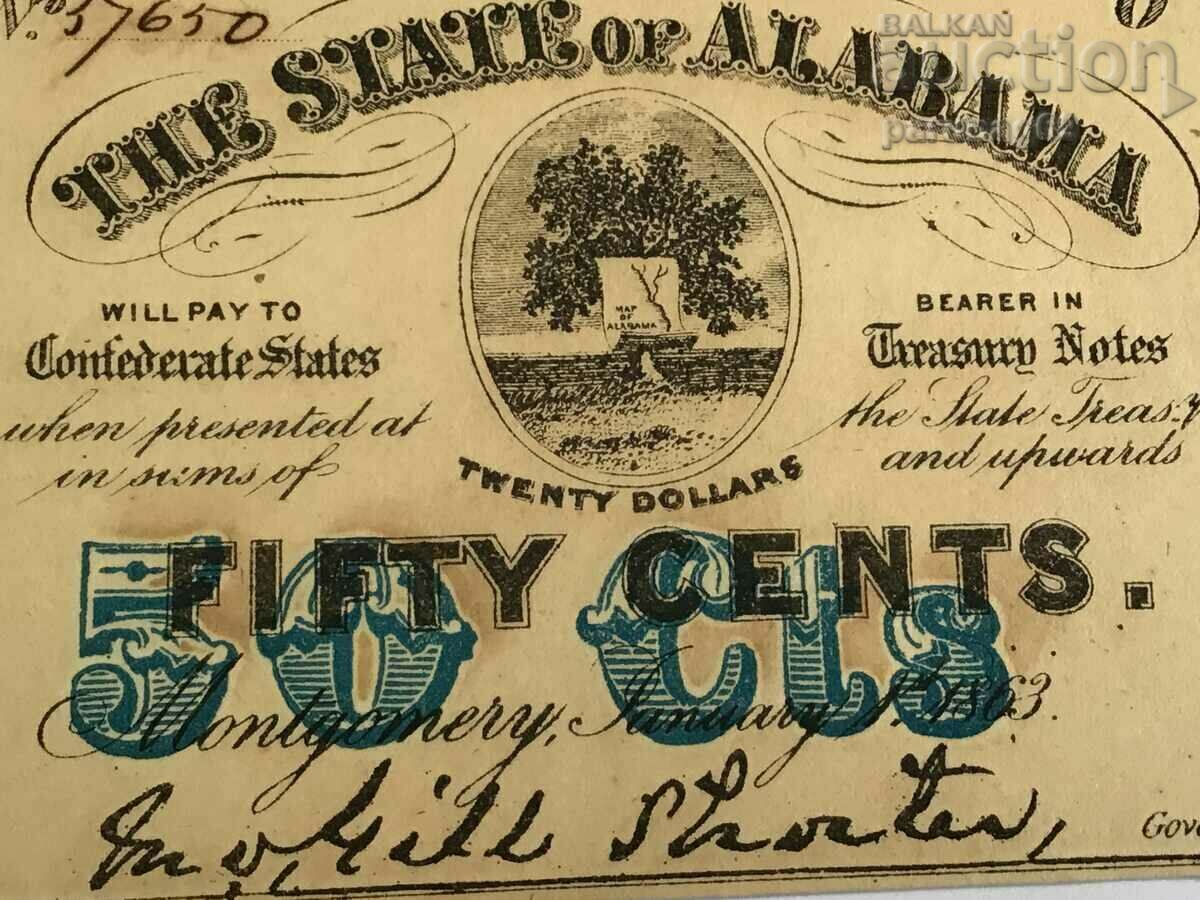 No. 37650
THE STATE OF ALABAMA
BALKAN
auction
WILL PAY TO BEARER IN
Confederate States Treasury Notes
MAP
OF
ALABAMA
when presented at the State Treasy
in sums of TWENTY DOLLARS and upwards
FIFTY CENTS.
50 Cts
Montgomery, January 1st 1863.
Jno, Gill Shorter,
Gove